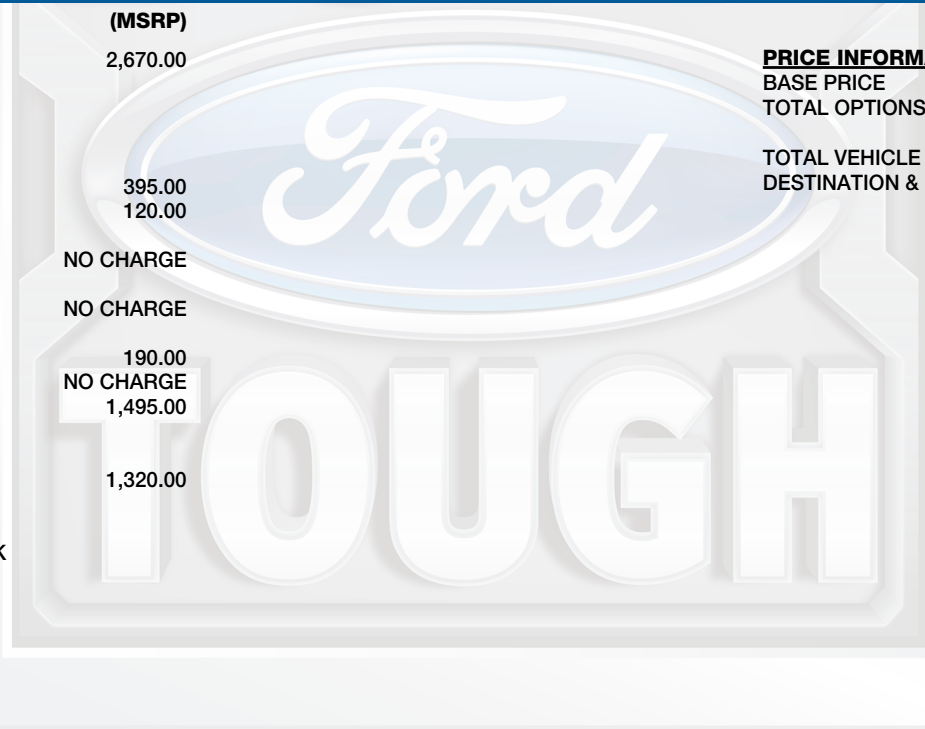 (MSRP)
2,670.00
395.00
120.00
NO CHARGE
NO CHARGE
190.00
NO CHARGE
1,495.00
1,320.00
K
PRICE INFORMA
BASE PRICE
TOTAL OPTIONS
TOTAL VEHICLE
DESTINATION &
Ford
TOUGH